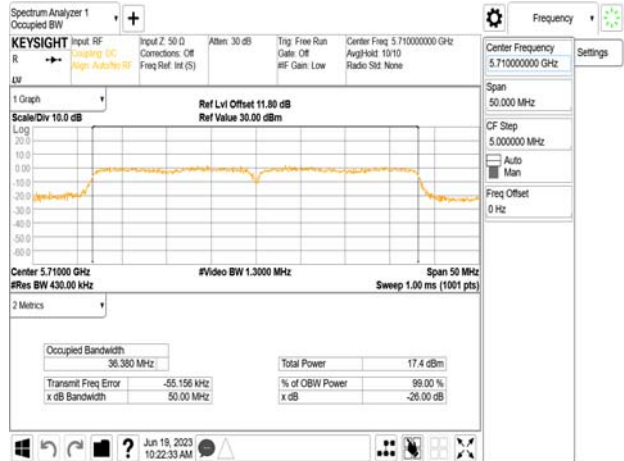 Spectrum Analyzer 1
Occupied BW
+
Frequency
KEYSIGHT
R
Input: RF
Coupling: DC
Align: Auto/No RF
Input Z: 50 Ω
Corrections: Off
Freq Ref: Int (S)
Atten: 30 dB
Trig: Free Run
Gate: Off
#IF Gain: Low
Center Freq: 5.710000000 GHz
Avg|Hold: 10/10
Radio Std: None
Center Frequency
5.710000000 GHz
Settings
Span
50.000 MHz
CF Step
5.000000 MHz
Auto
Man
Freq Offset
0 Hz
1 Graph
Scale/Div 10.0 dB
Ref Lvl Offset 11.80 dB
Ref Value 30.00 dBm
Log
20.0
10.0
0.00
-10.0
-20.0
-30.0
-40.0
-50.0
-60.0
Center 5.71000 GHz
#Res BW 430.00 kHz
#Video BW 1.3000 MHz
Span 50 MHz
Sweep 1.00 ms (1001 pts)
2 Metrics
Occupied Bandwidth
36.380 MHz
Total Power 17.4 dBm
Transmit Freq Error -55.156 kHz
% of OBW Power 99.00 %
x dB Bandwidth 50.00 MHz
x dB -26.00 dB
?
Jun 19, 2023
10:22:33 AM